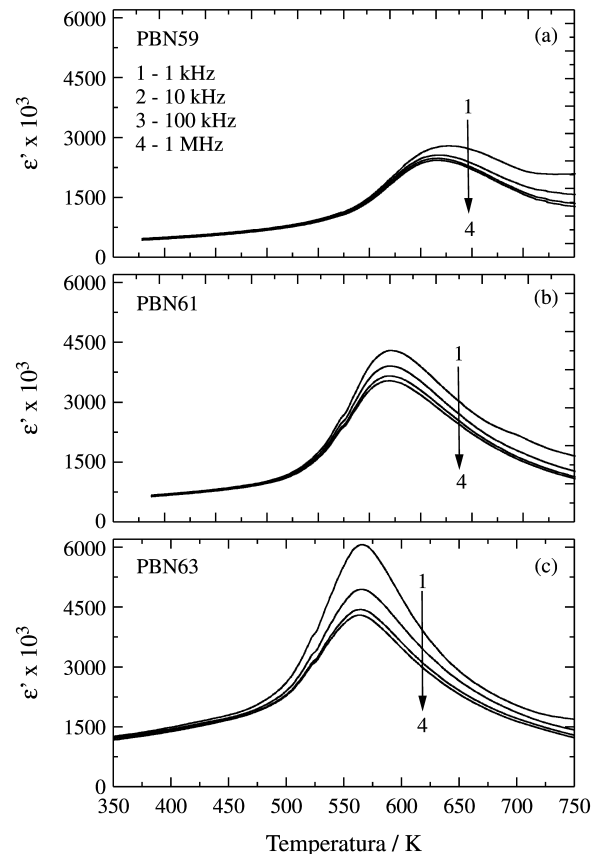 PBN59
(a)
1 - 1 kHz
2 - 10 kHz
3 - 100 kHz
4 - 1 MHz
1
4
6000
4500
3000
1500
0
ε' x 10³
PBN61
(b)
1
4
6000
4500
3000
1500
0
ε' x 10³
PBN63
(c)
1
4
6000
4500
3000
1500
0
ε' x 10³
350 400 450 500 550 600 650 700 750
Temperatura / K